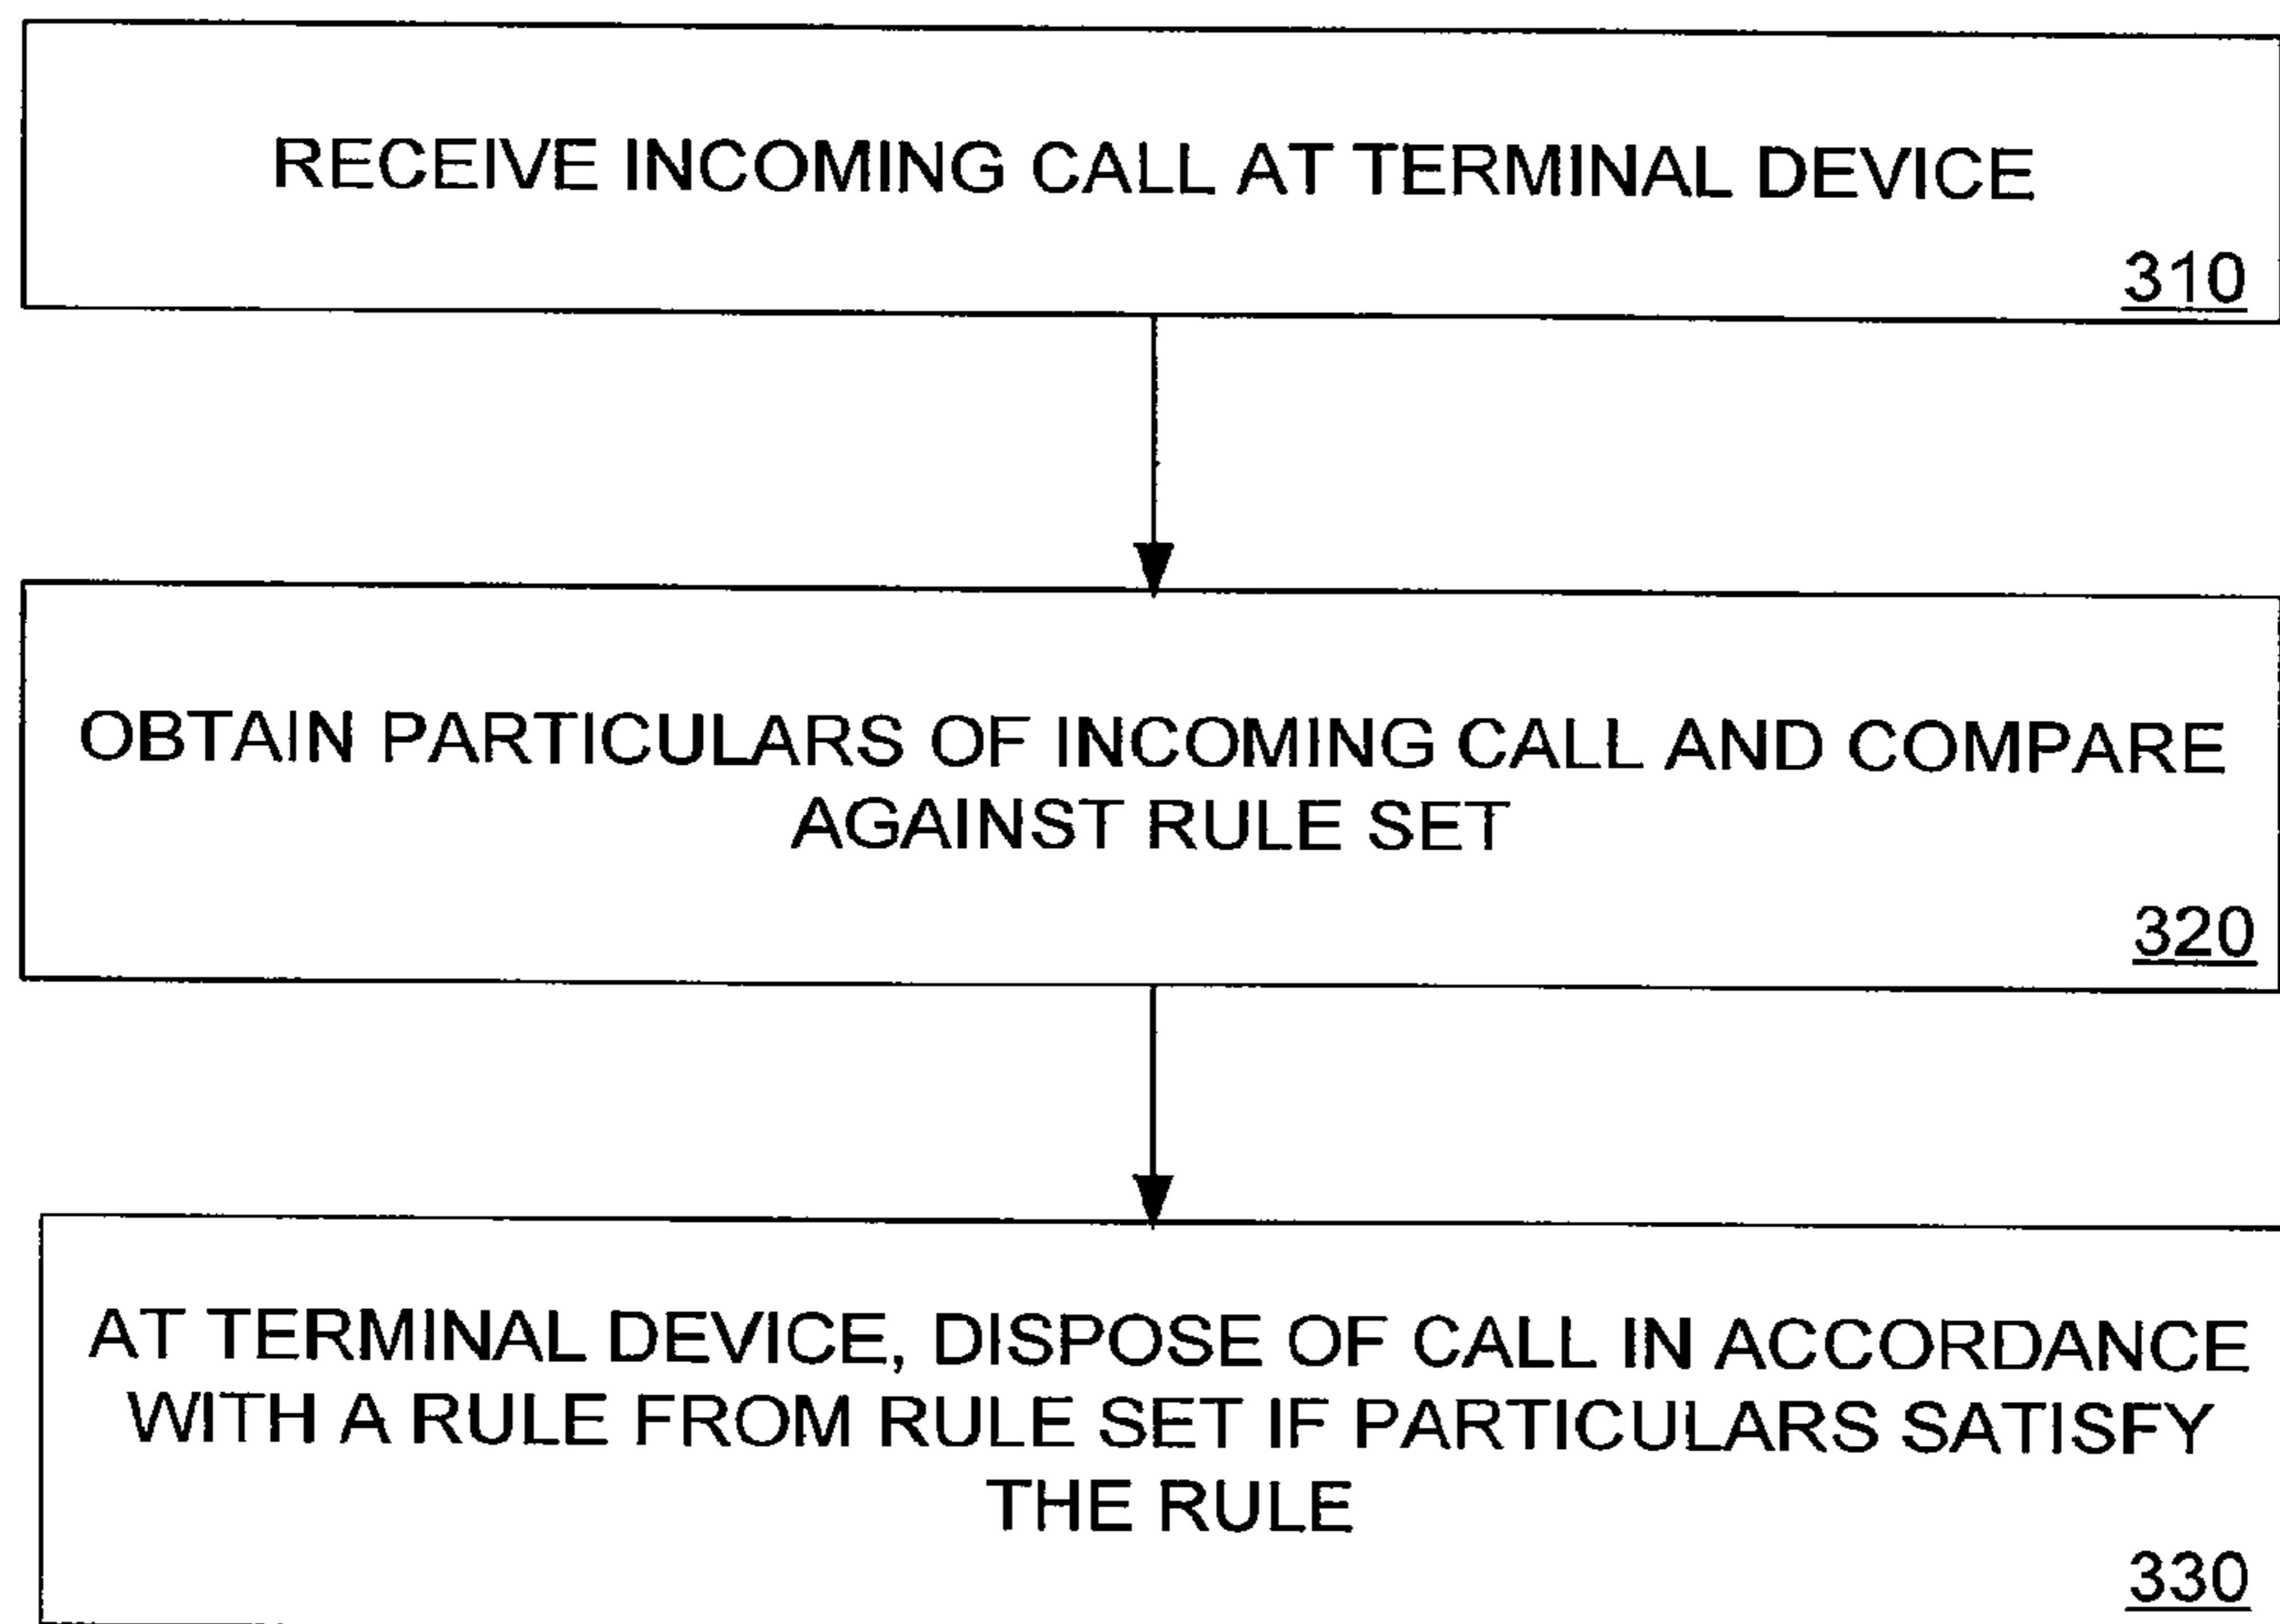 RECEIVE INCOMING CALL AT TERMINAL DEVICE
310
OBTAIN PARTICULARS OF INCOMING CALL AND COMPARE
AGAINST RULE SET
320
AT TERMINAL DEVICE, DISPOSE OF CALL IN ACCORDANCE
WITH A RULE FROM RULE SET IF PARTICULARS SATISFY
THE RULE
330